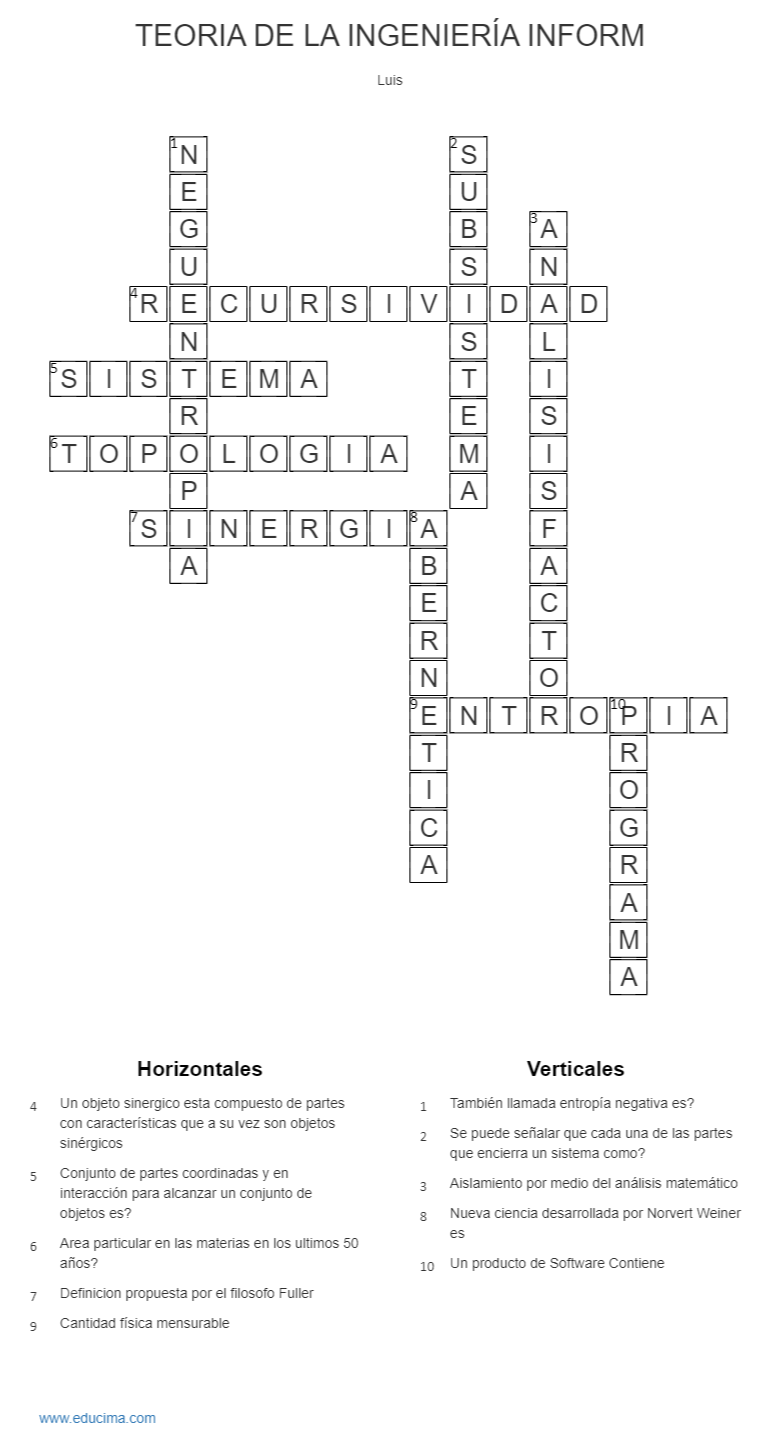 TEORIA DE LA INGENIERÍA INFORM
Luis
1 N
2 S
E
U
G
B
3 A
U
S
N
4 R E C U R S I V I D A D
N
S
L
5 S I S T E M A
T
I
R
E
S
6 T O P O L O G I A
M
I
P
A
S
7 S I N E R G I 8 A
F
A
B
A
E
C
R
T
N
O
9 E N T R O 10 P I A
T
R
I
O
C
G
A
R
A
M
A
Horizontales
4 Un objeto sinergico esta compuesto de partes
con características que a su vez son objetos
sinérgicos
5 Conjunto de partes coordinadas y en
interacción para alcanzar un conjunto de
objetos es?
6 Area particular en las materias en los ultimos 50
años?
7 Definicion propuesta por el filosofo Fuller
9 Cantidad física mensurable
Verticales
1 También llamada entropía negativa es?
2 Se puede señalar que cada una de las partes
que encierra un sistema como?
3 Aislamiento por medio del análisis matemático
8 Nueva ciencia desarrollada por Norvert Weiner
es
10 Un producto de Software Contiene
www.educima.com